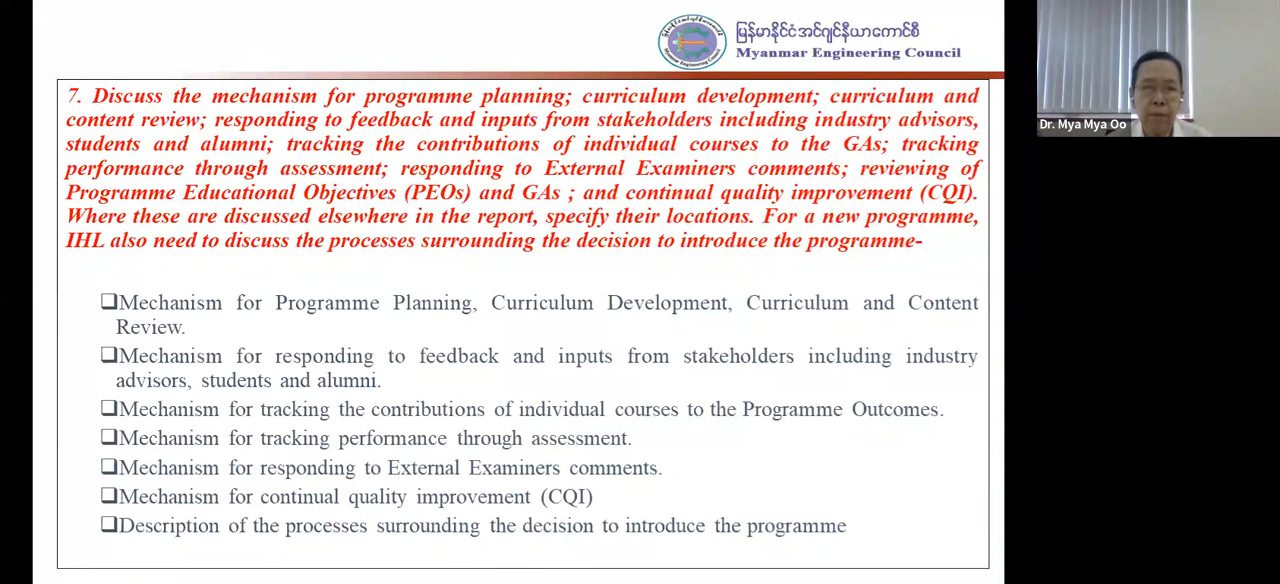 မြန်မာနိုင်ငံအင်ဂျင်နီယာကောင်စီ
Myanmar Engineering Council
Dr. Mya Mya Oo
7. Discuss the mechanism for programme planning; curriculum development; curriculum and
content review; responding to feedback and inputs from stakeholders including industry advisors,
students and alumni; tracking the contributions of individual courses to the GAs; tracking
performance through assessment; responding to External Examiners comments; reviewing of
Programme Educational Objectives (PEOs) and GAs ; and continual quality improvement (CQI).
Where these are discussed elsewhere in the report, specify their locations. For a new programme,
IHL also need to discuss the processes surrounding the decision to introduce the programme-
❑Mechanism for Programme Planning, Curriculum Development, Curriculum and Content
Review.
❑Mechanism for responding to feedback and inputs from stakeholders including industry
advisors, students and alumni.
❑Mechanism for tracking the contributions of individual courses to the Programme Outcomes.
❑Mechanism for tracking performance through assessment.
❑Mechanism for responding to External Examiners comments.
❑Mechanism for continual quality improvement (CQI)
❑Description of the processes surrounding the decision to introduce the programme